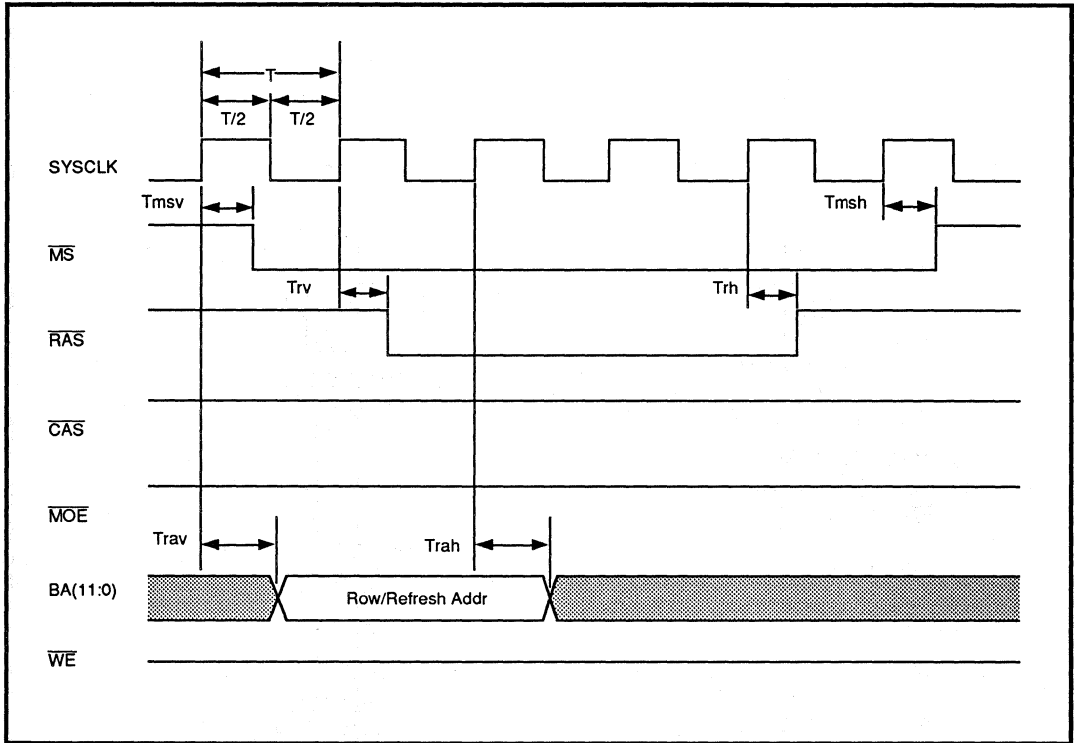 T
T/2 T/2
SYSCLK
Tmsv Tmsh
MS
Trv Trh
RAS
CAS
MOE
Trav Trah
BA(11:0) Row/Refresh Addr
WE